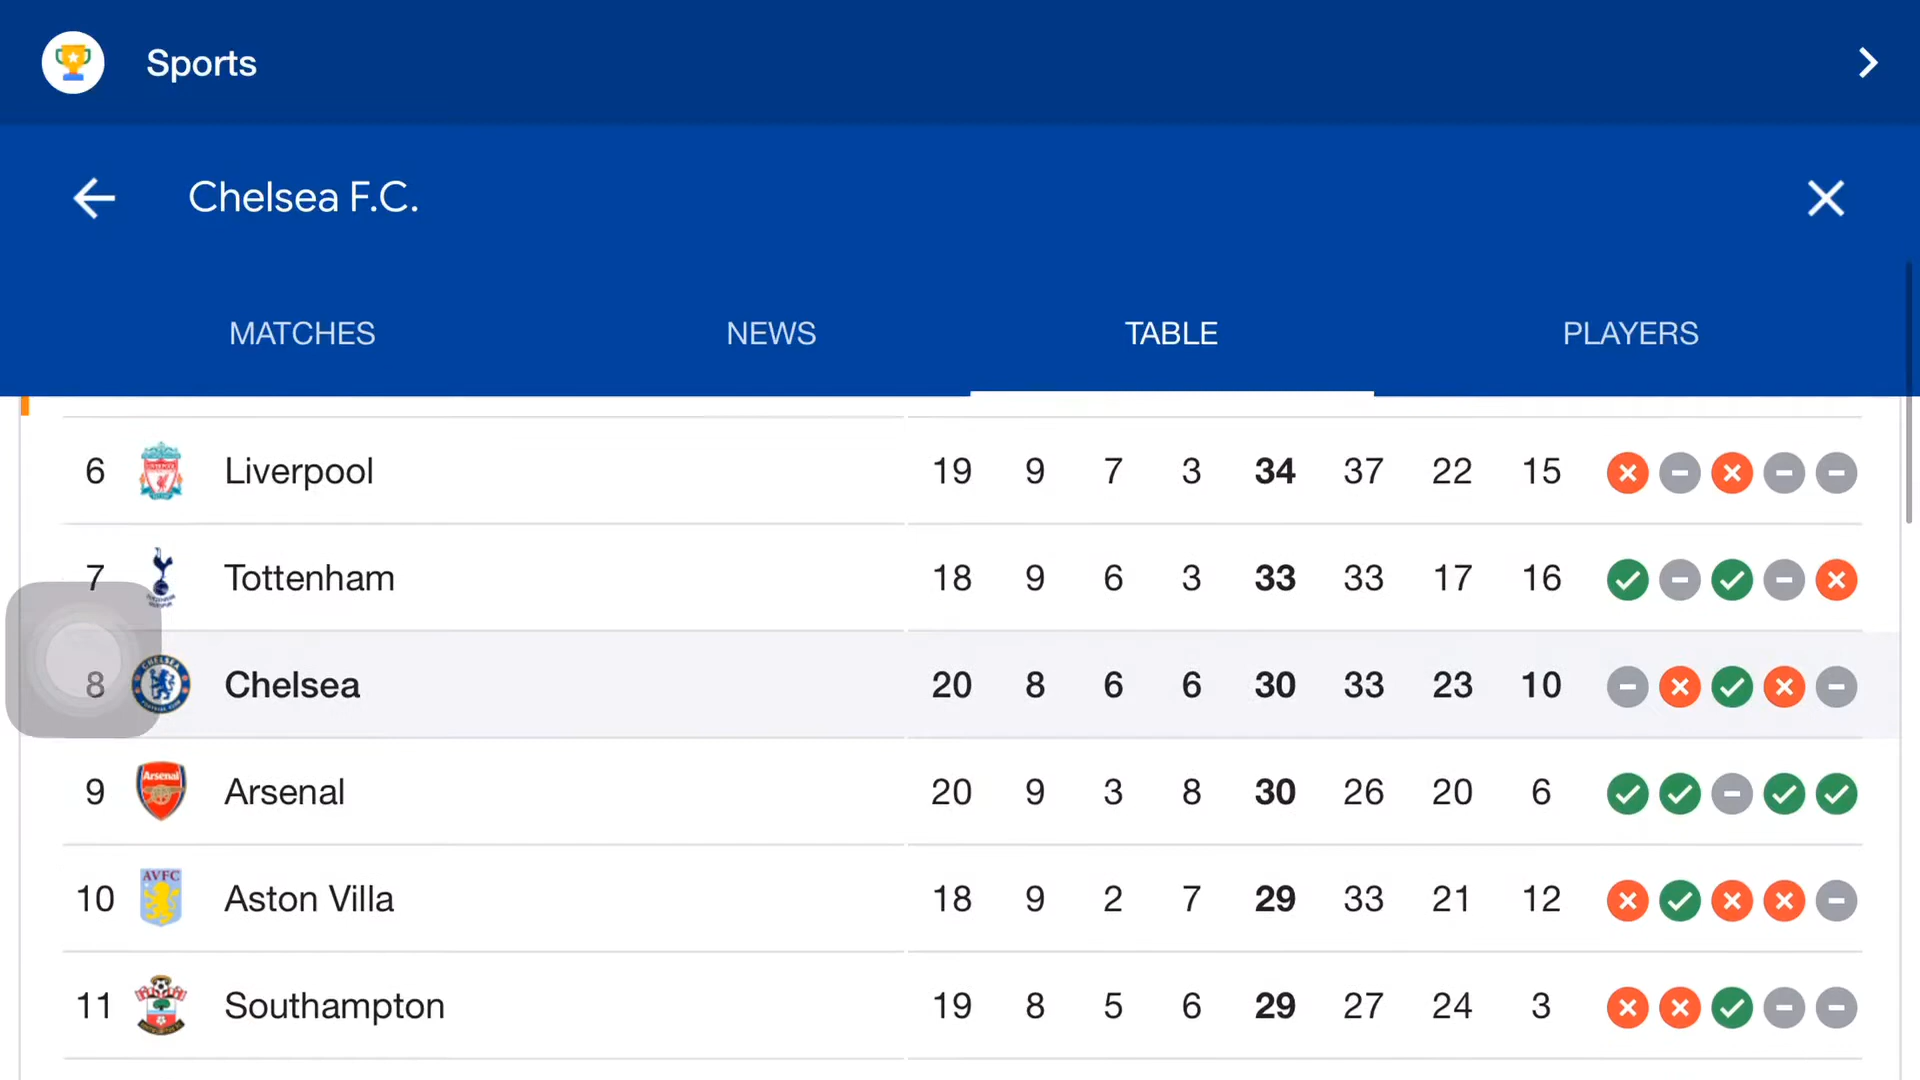 Sports
Chelsea F.C.
MATCHES NEWS TABLE PLAYERS
6 Liverpool 19 9 7 3 34 37 22 15
7 Tottenham 18 9 6 3 33 33 17 16
8 Chelsea 20 8 6 6 30 33 23 10
9 Arsenal 20 9 3 8 30 26 20 6
10 AVFC Aston Villa 18 9 2 7 29 33 21 12
11 Southampton 19 8 5 6 29 27 24 3